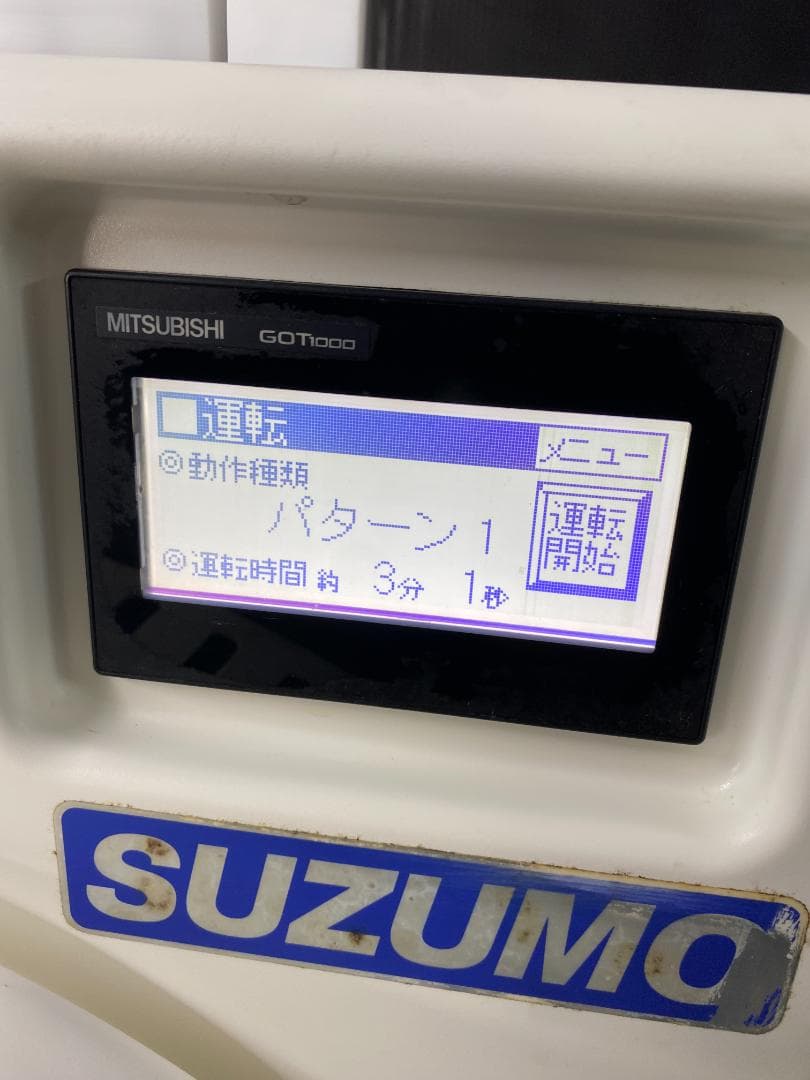 MITSUBISHI GOT1000
■運転 メニュー
◎動作種類
パターン 1
運転
開始
◎運転時間 約 3分 1秒
SUZUMO